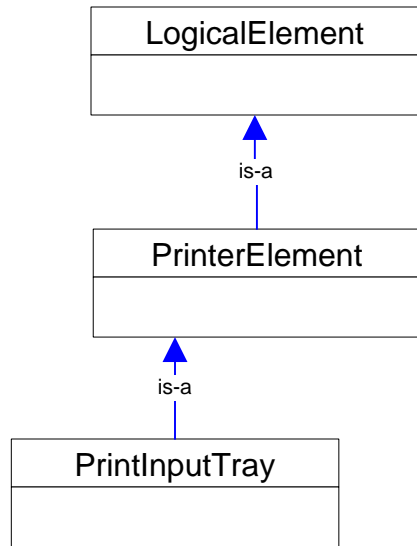 LogicalElement
is-a
PrinterElement
is-a
PrintInputTray